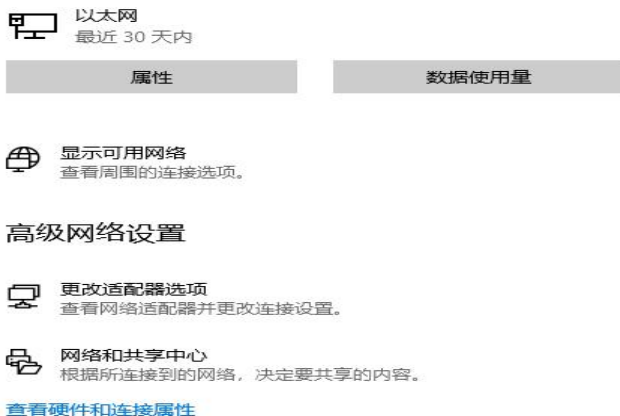 以太网
最近 30 天内
属性 数据使用量
显示可用网络
查看周围的连接选项。
高级网络设置
更改适配器选项
查看网络适配器并更改连接设置。
网络和共享中心
根据所连接到的网络，决定要共享的内容。
查看硬件和连接属性